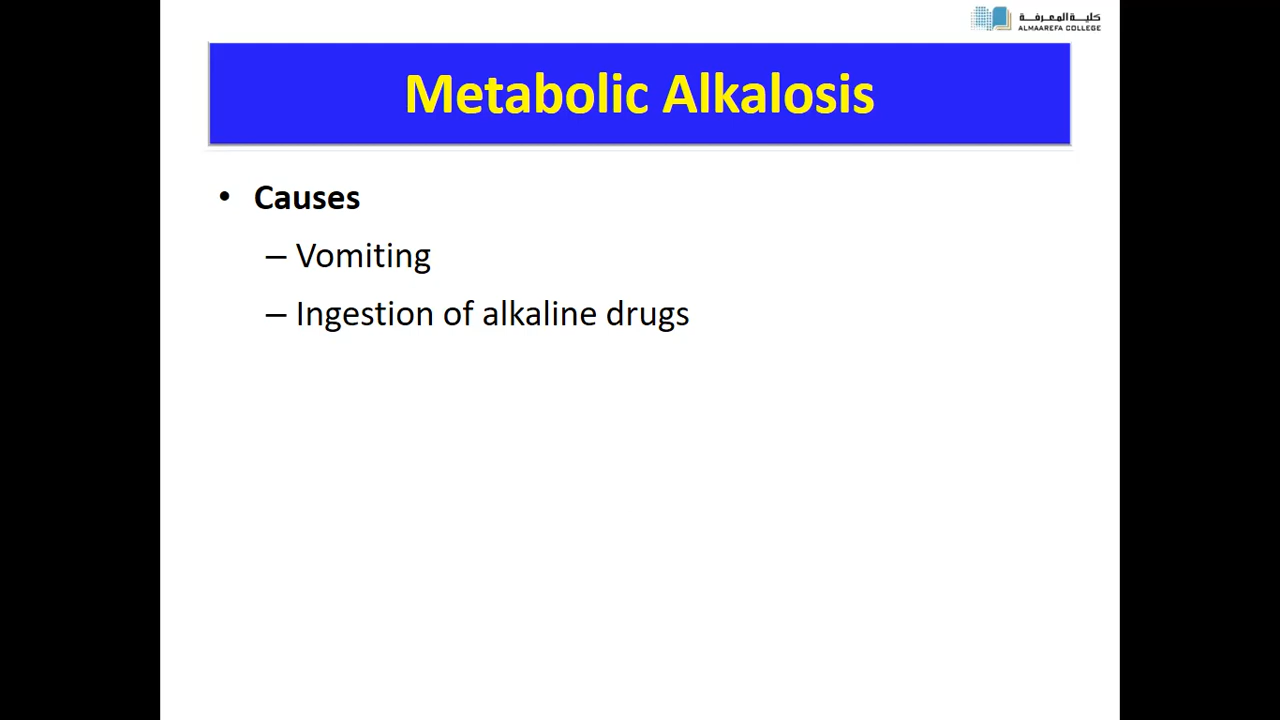 كلية المعرفة
ALMAAREFA COLLEGE
Metabolic Alkalosis
• Causes
– Vomiting
– Ingestion of alkaline drugs